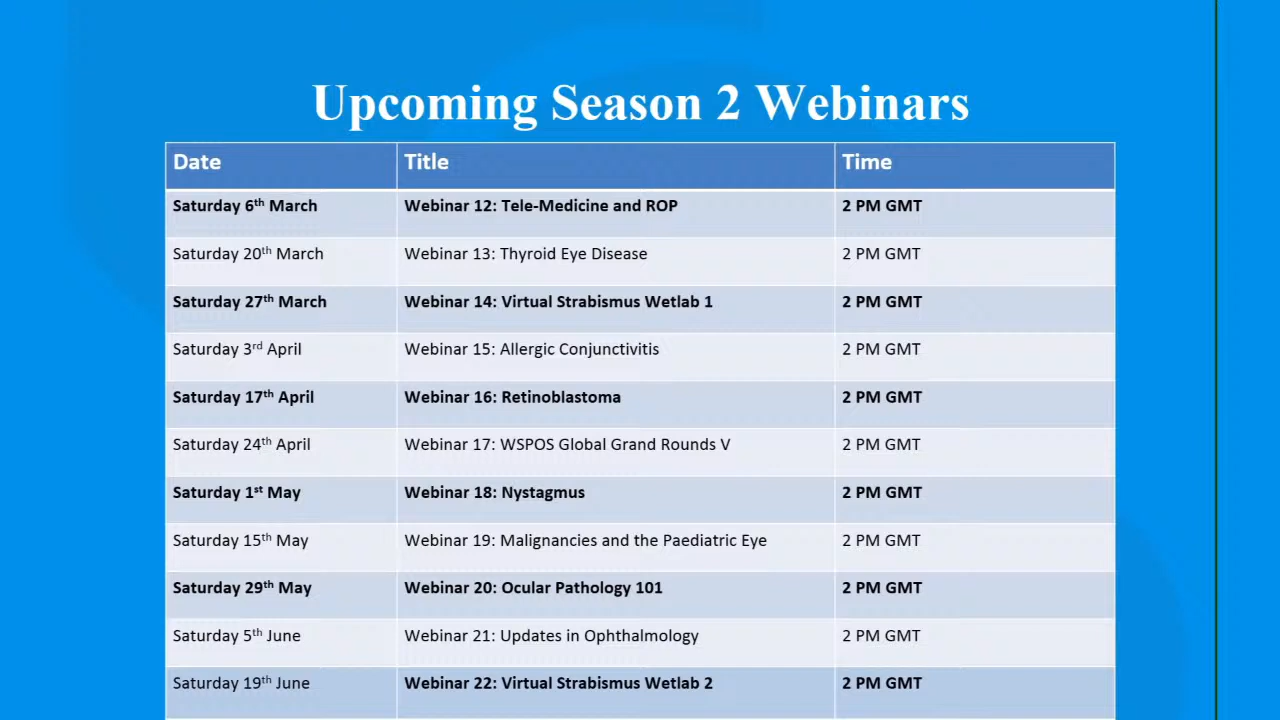 Upcoming Season 2 Webinars
Date Title Time
Saturday 6th March Webinar 12: Tele-Medicine and ROP 2 PM GMT
Saturday 20th March Webinar 13: Thyroid Eye Disease 2 PM GMT
Saturday 27th March Webinar 14: Virtual Strabismus Wetlab 1 2 PM GMT
Saturday 3rd April Webinar 15: Allergic Conjunctivitis 2 PM GMT
Saturday 17th April Webinar 16: Retinoblastoma 2 PM GMT
Saturday 24th April Webinar 17: WSPOS Global Grand Rounds V 2 PM GMT
Saturday 1st May Webinar 18: Nystagmus 2 PM GMT
Saturday 15th May Webinar 19: Malignancies and the Paediatric Eye 2 PM GMT
Saturday 29th May Webinar 20: Ocular Pathology 101 2 PM GMT
Saturday 5th June Webinar 21: Updates in Ophthalmology 2 PM GMT
Saturday 19th June Webinar 22: Virtual Strabismus Wetlab 2 2 PM GMT